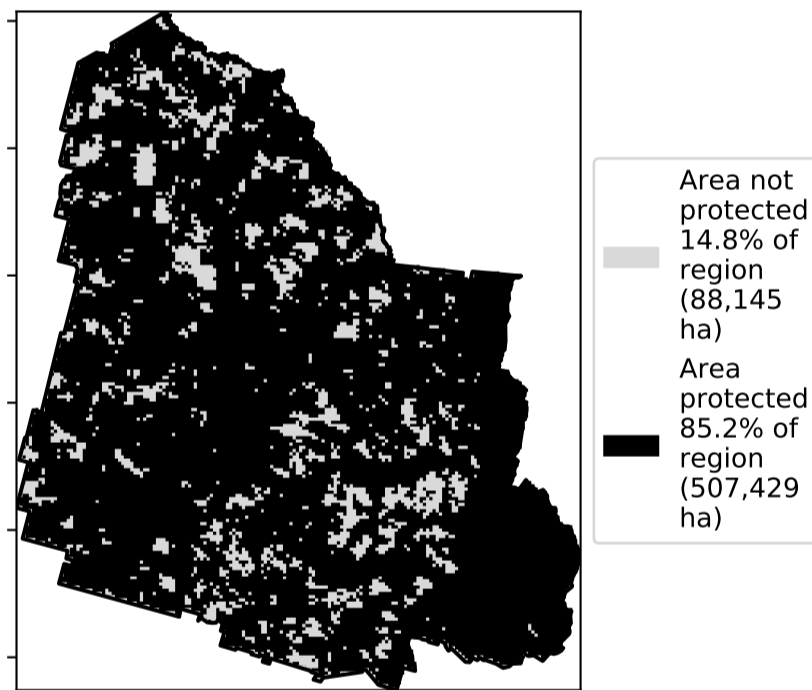 Area not
protected
14.8% of
region
(88,145
ha)
Area
protected
85.2% of
region
(507,429
ha)